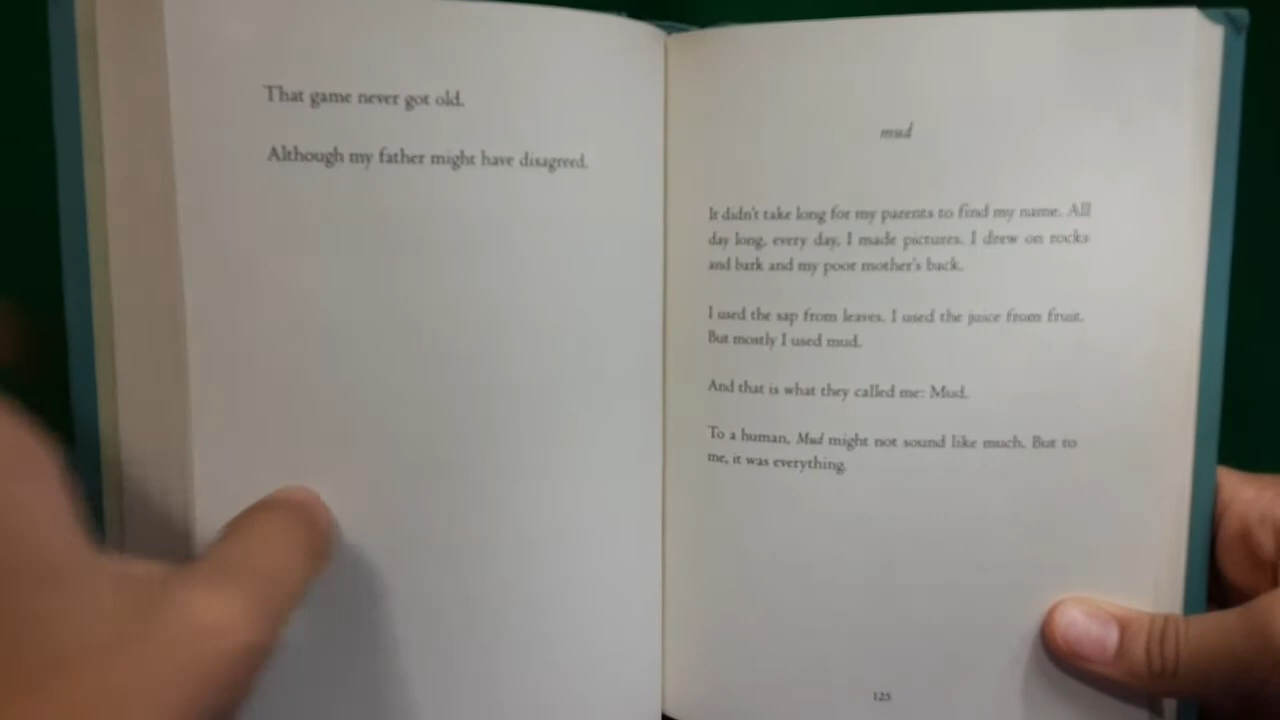 That game never got old.
Although my father might have disagreed.
mud
It didn't take long for my parents to find my name. All
day long, every day, I made pictures. I drew on rocks
and bark and my poor mother's back.
I used the sap from leaves. I used the juice from fruit.
But mostly I used mud.
And that is what they called me: Mud.
To a human, Mud might not sound like much. But to
me, it was everything.
125